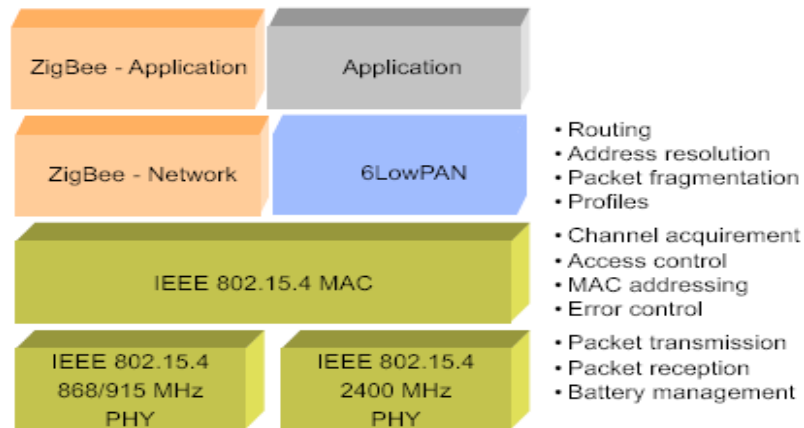 ZigBee - Application
Application
ZigBee - Network
6LowPAN
• Routing
• Address resolution
• Packet fragmentation
• Profiles
IEEE 802.15.4 MAC
• Channel acquirement
• Access control
• MAC addressing
• Error control
IEEE 802.15.4
868/915 MHz
PHY
IEEE 802.15.4
2400 MHz
PHY
• Packet transmission
• Packet reception
• Battery management